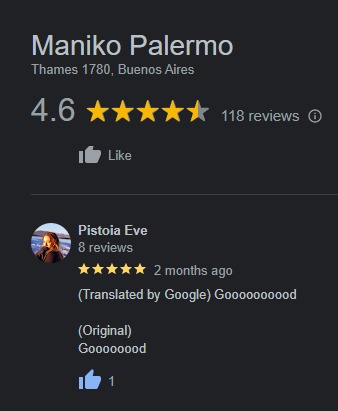 Maniko Palermo
Thames 1780, Buenos Aires
4.6 118 reviews
Like
Pistoia Eve
8 reviews
2 months ago
(Translated by Google) Goooooooood
(Original)
Goooooood
1